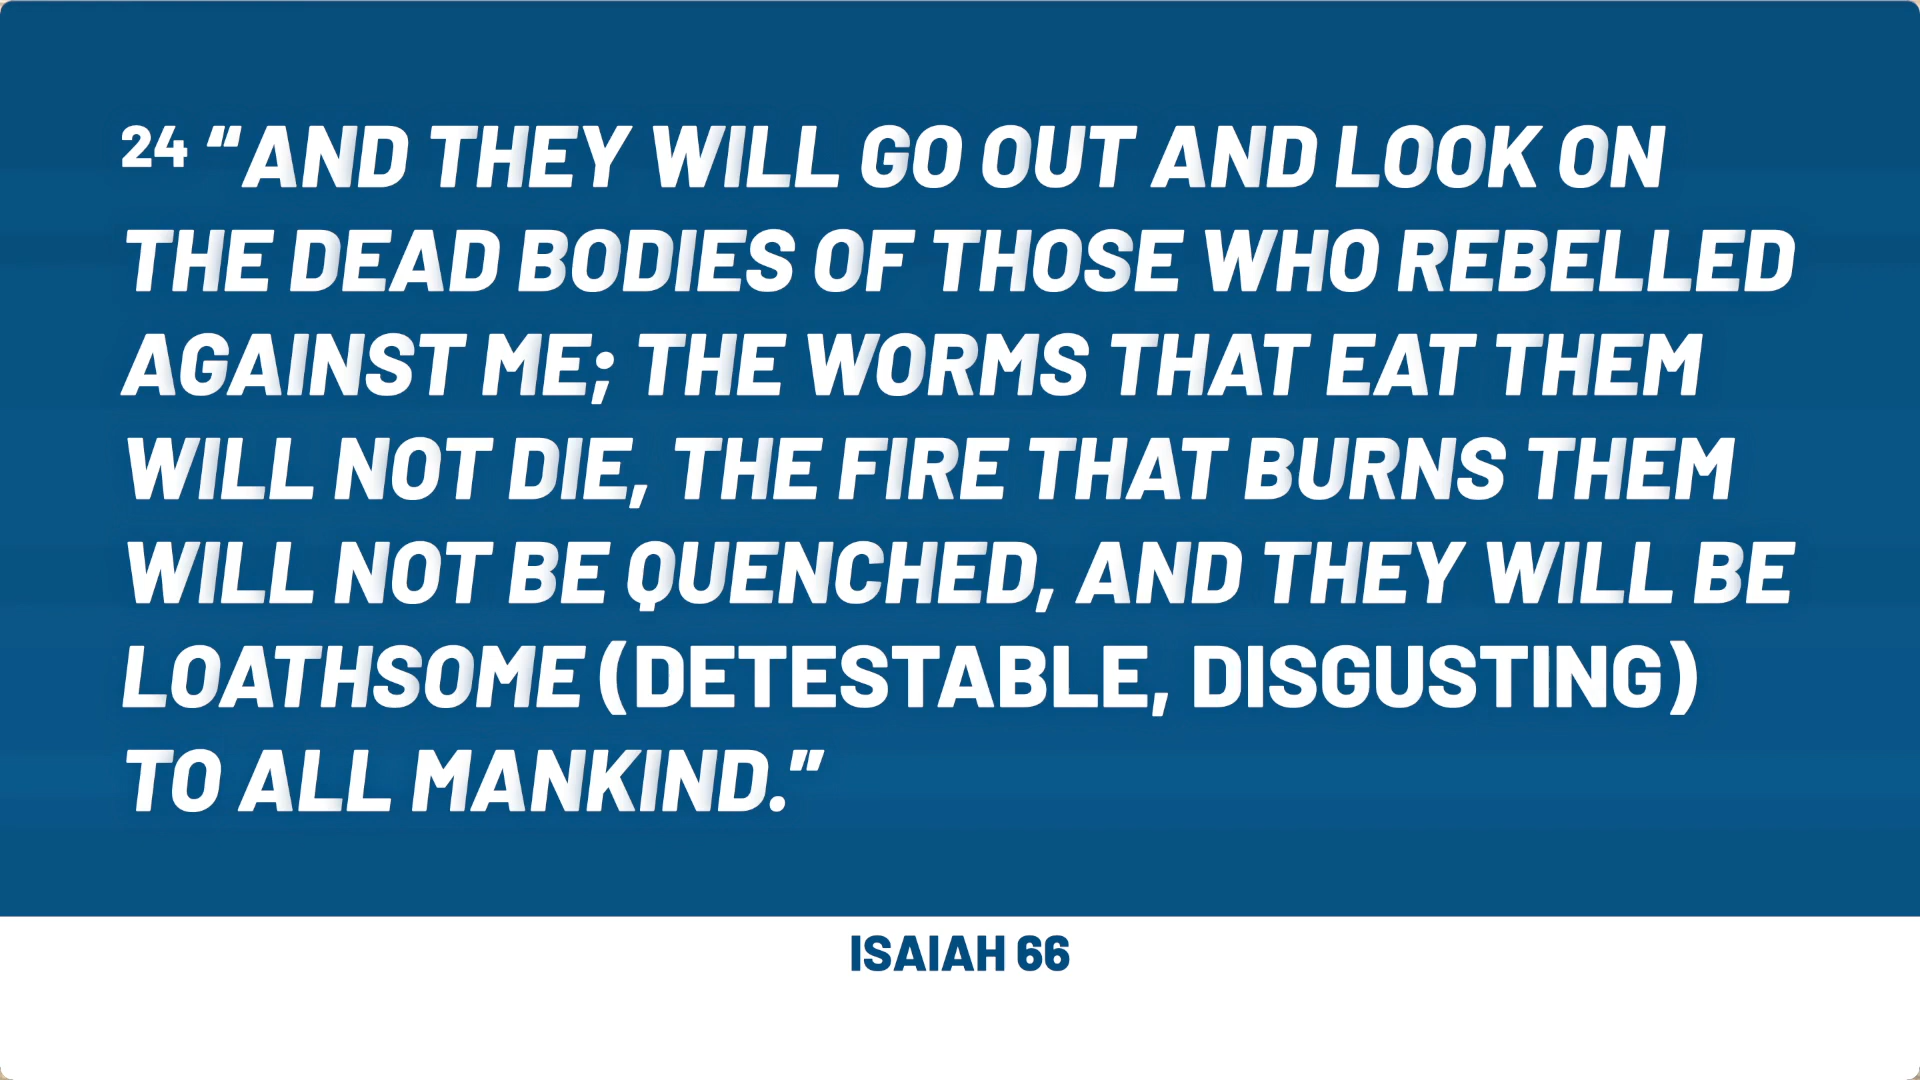 24 “AND THEY WILL GO OUT AND LOOK ON
THE DEAD BODIES OF THOSE WHO REBELLED
AGAINST ME; THE WORMS THAT EAT THEM
WILL NOT DIE, THE FIRE THAT BURNS THEM
WILL NOT BE QUENCHED, AND THEY WILL BE
LOATHSOME (DETESTABLE, DISGUSTING)
TO ALL MANKIND.”
ISAIAH 66